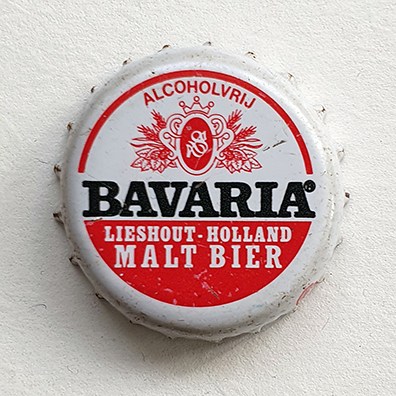 ALCOHOLVRIJ
BAVARIA®
LIESHOUT-HOLLAND
MALT BIER